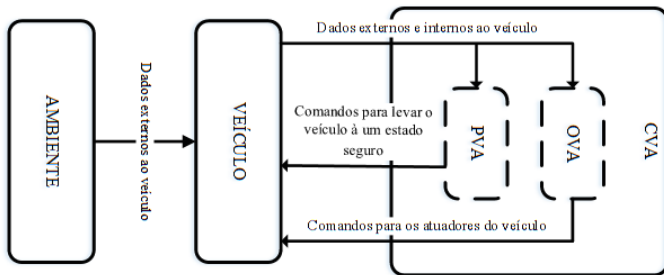 AMBIENTE
Dados externos ao veículo
VEÍCULO
Dados externos e internos ao veículo
Comandos para levar o
veículo à um estado
seguro
PVA
OVA
CVA
Comandos para os atuadores do veículo